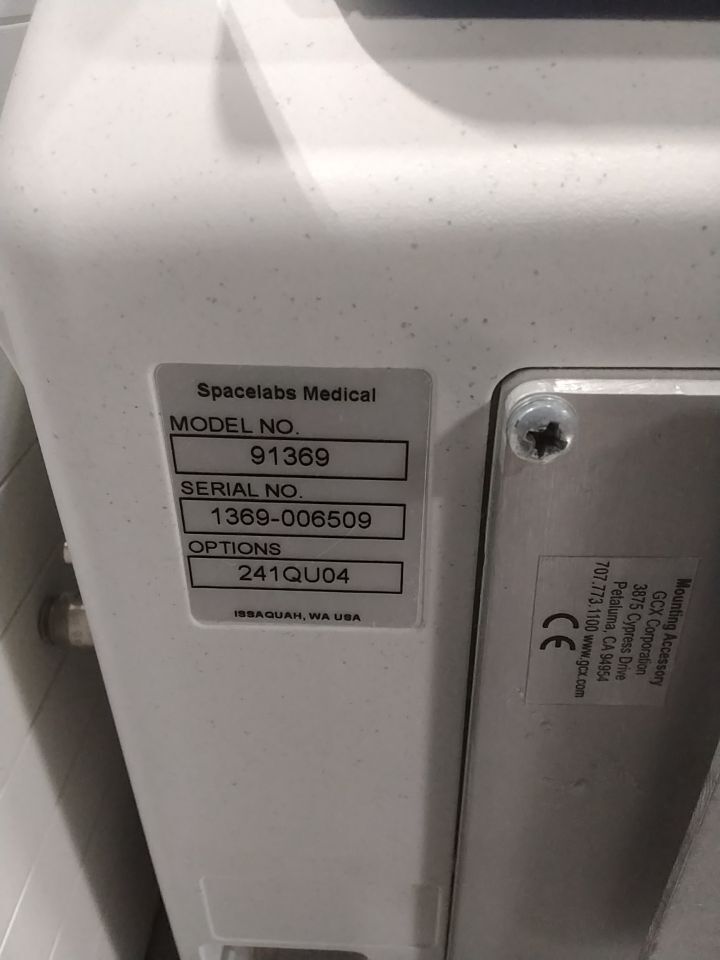 Spacelabs Medical
MODEL NO.
91369
SERIAL NO.
1369-006509
OPTIONS
241QU04
ISSAQUAH, WA USA
Mounting Accessory
GCX Corporation
3875 Cypress Drive
Petaluma, CA 94954
707.773.1100 www.gcx.com
CE